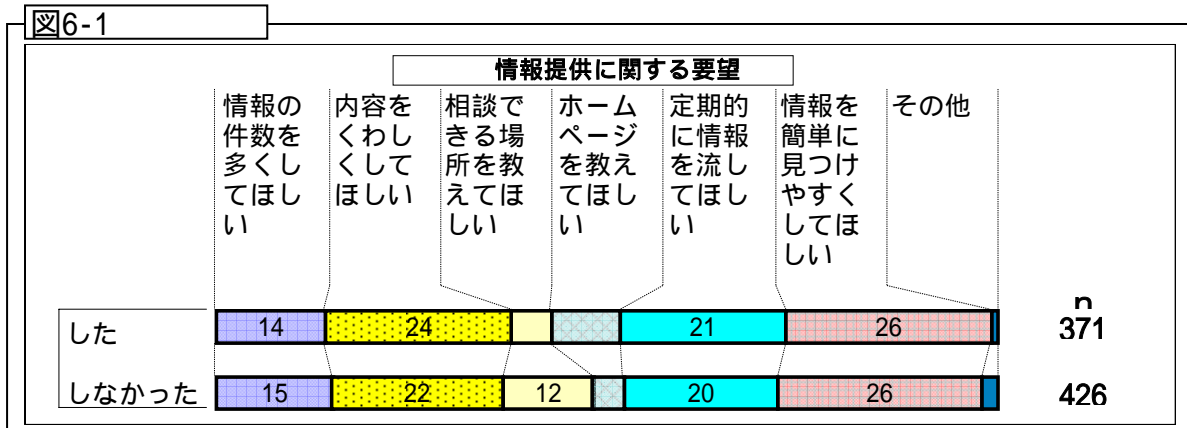 図6-1
情報提供に関する要望
情報の
件数を
多くし
てほし
い
内容を
くわし
くして
ほしい
相談で
きる場
所を教
えてほ
しい
ホーム
ページ
を教え
てほし
い
定期的
に情報
を流し
てほし
い
情報を
簡単に
見つけ
やすく
してほ
しい
その他
n
した 14 24 21 26 371
しなかった 15 22 12 20 26 426